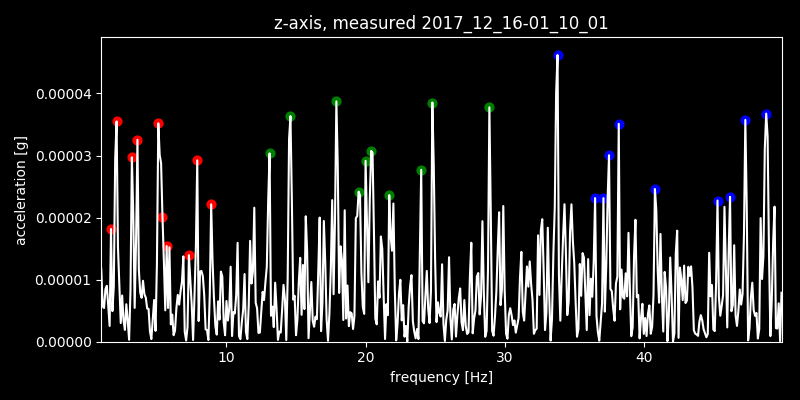 z-axis, measured 2017_12_16-01_10_01
acceleration [g]
0.00004
0.00003
0.00002
0.00001
0.00000
10 20 30 40
frequency [Hz]